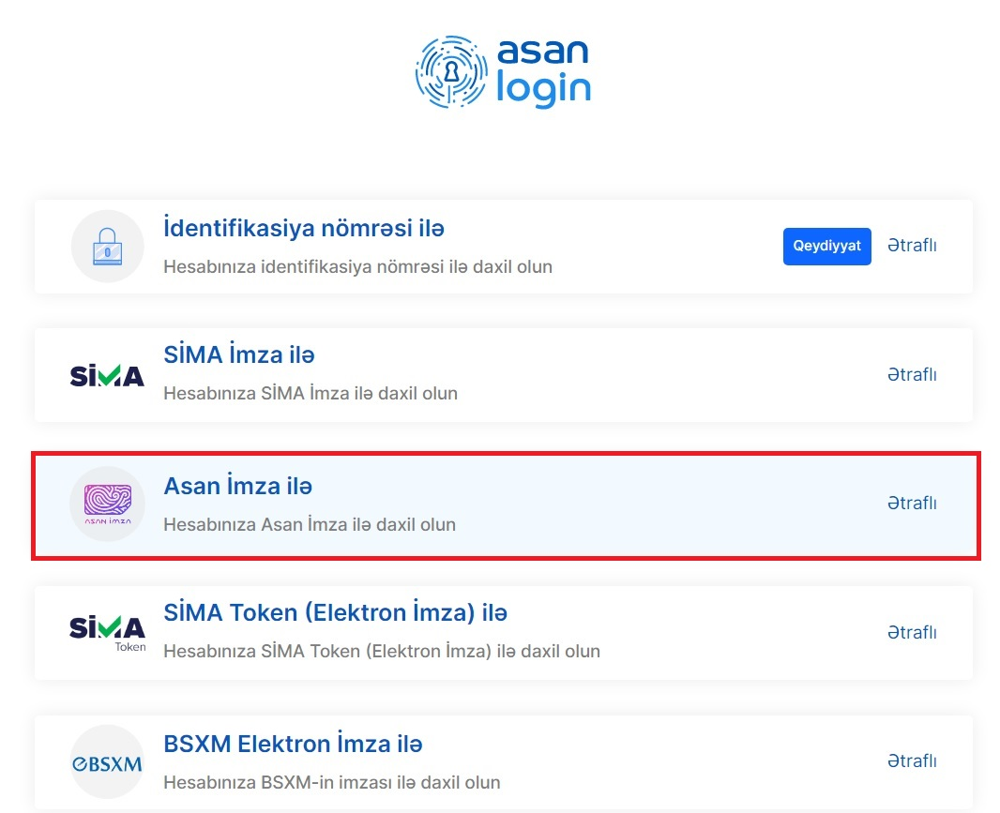 asan
login
İdentifikasiya nömrəsi ilə
Hesabınıza identifikasiya nömrəsi ilə daxil olun
Qeydiyyat
Ətraflı
SİMA
SİMA İmza ilə
Hesabınıza SİMA İmza ilə daxil olun
Ətraflı
ASAN İMZA
Asan İmza ilə
Hesabınıza Asan İmza ilə daxil olun
Ətraflı
SİMA
Token
SİMA Token (Elektron İmza) ilə
Hesabınıza SİMA Token (Elektron İmza) ilə daxil olun
Ətraflı
eBSXM
BSXM Elektron İmza ilə
Hesabınıza BSXM-in imzası ilə daxil olun
Ətraflı